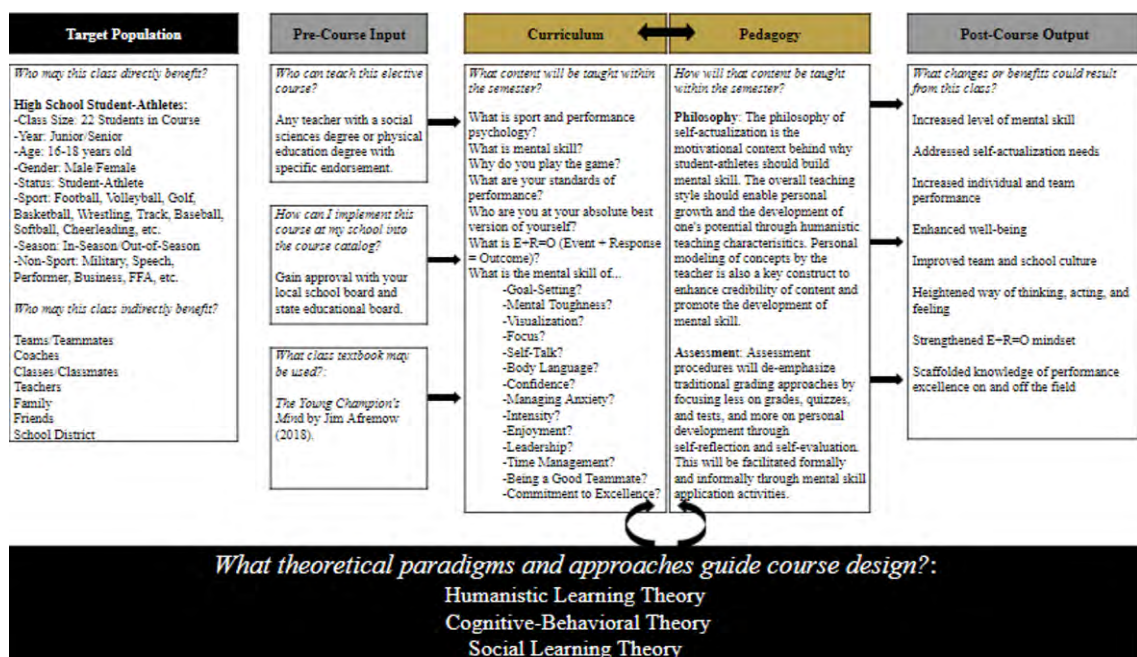 Target Population
Who may this class directly benefit?
High School Student-Athletes:
-Class Size: 22 Students in Course
-Year: Junior/Senior
-Age: 16-18 years old
-Gender: Male/Female
-Status: Student-Athlete
-Sport: Football, Volleyball, Golf,
Basketball, Wrestling, Track, Baseball,
Softball, Cheerleading, etc.
-Season: In-Season/Out-of-Season
-Non-Sport: Military, Speech,
Performer, Business, FFA, etc.
Who may this class indirectly benefit?
Teams/Teammates
Coaches
Classes/Classmates
Teachers
Family
Friends
School District
Pre-Course Input
Who can teach this elective
course?
Any teacher with a social
sciences degree or physical
education degree with
specific endorsement.
How can I implement this
course at my school into
the course catalog?
Gain approval with your
local school board and
state educational board.
What class textbook may
be used?:
The Young Champion's
Mind by Jim Afremow
(2018).
Curriculum
What content will be taught within
the semester?
What is sport and performance
psychology?
What is mental skill?
Why do you play the game?
What are your standards of
performance?
Who are you at your absolute best
version of yourself?
What is E+R=O (Event + Response
= Outcome)?
What is the mental skill of...
-Goal-Setting?
-Mental Toughness?
-Visualization?
-Focus?
-Self-Talk?
-Body Language?
-Confidence?
-Managing Anxiety?
-Intensity?
-Enjoyment?
-Leadership?
-Time Management?
-Being a Good Teammate?
-Commitment to Excellence?
Pedagogy
How will that content be taught
within the semester?
Philosophy: The philosophy of
self-actualization is the
motivational context behind why
student-athletes should build
mental skill. The overall teaching
style should enable personal
growth and the development of
one's potential through humanistic
teaching characterisitics. Personal
modeling of concepts by the
teacher is also a key construct to
enhance credibility of content and
promote the development of
mental skill.
Assessment: Assessment
procedures will de-emphasize
traditional grading approaches by
focusing less on grades, quizzes,
and tests, and more on personal
development through
self-reflection and self-evaluation.
This will be facilitated formally
and informally through mental skill
application activities.
Post-Course Output
What changes or benefits could result
from this class?
Increased level of mental skill
Addressed self-actualization needs
Increased individual and team
performance
Enhanced well-being
Improved team and school culture
Heightened way of thinking, acting, and
feeling
Strengthened E+R=O mindset
Scaffolded knowledge of performance
excellence on and off the field
What theoretical paradigms and approaches guide course design?:
Humanistic Learning Theory
Cognitive-Behavioral Theory
Social Learning Theory